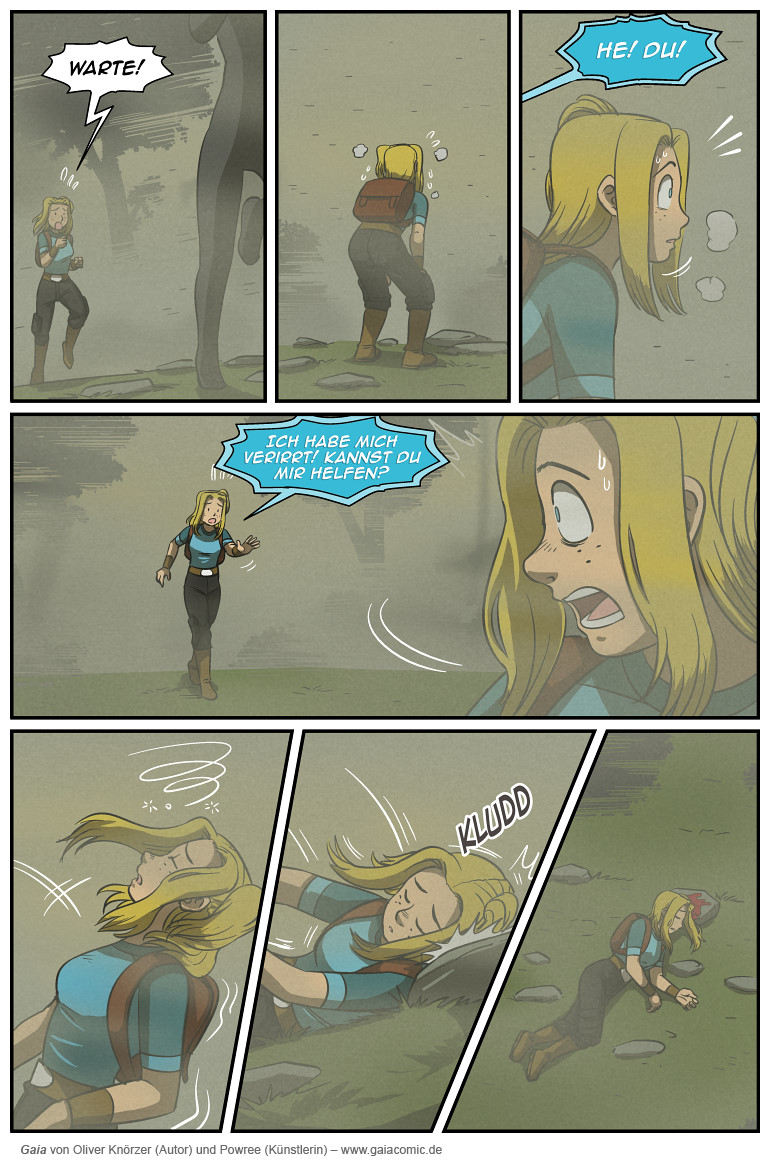 WARTE!
HE! DU!
ICH HABE MICH
VERIRRT! KANNST DU
MIR HELFEN?
KLUDD
Gaia von Oliver Knörzer (Autor) und Powree (Künstlerin) – www.gaiacomic.de